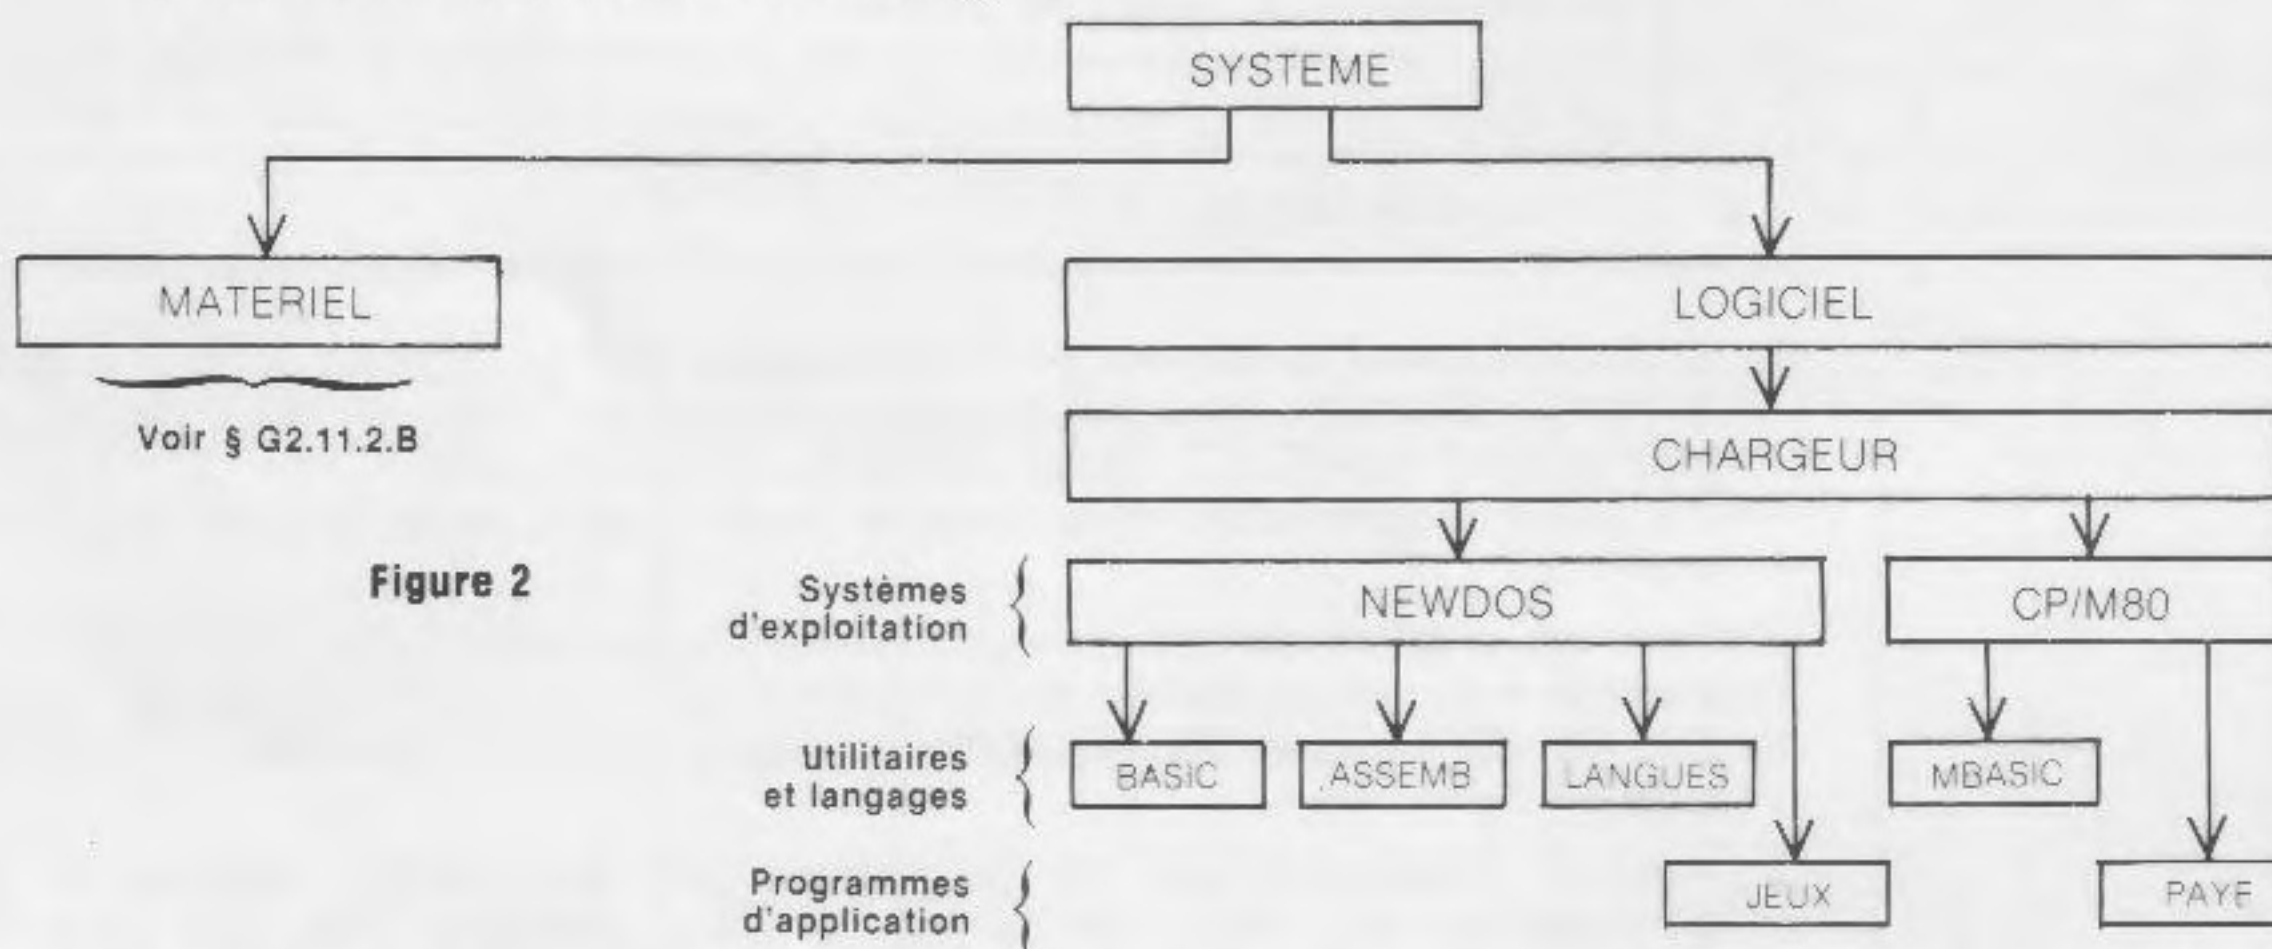 SYSTEME
MATERIEL
LOGICIEL
Voir § G2.11.2.B
CHARGEUR
Figure 2
Systèmes
d'exploitation
NEWDOS
CP/M80
Utilitaires
et langages
BASIC
ASSEMB
LANGUES
MBASIC
Programmes
d'application
JEUX
PAYE